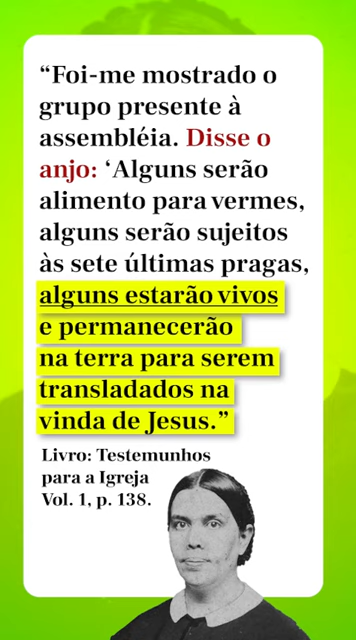 “Foi-me mostrado o
grupo presente à
assembléia. Disse o
anjo: ‘Alguns serão
alimento para vermes,
alguns serão sujeitos
às sete últimas pragas,
alguns estarão vivos
e permanecerão
na terra para serem
transladados na
vinda de Jesus.”
Livro: Testemunhos
para a Igreja
Vol. 1, p. 138.